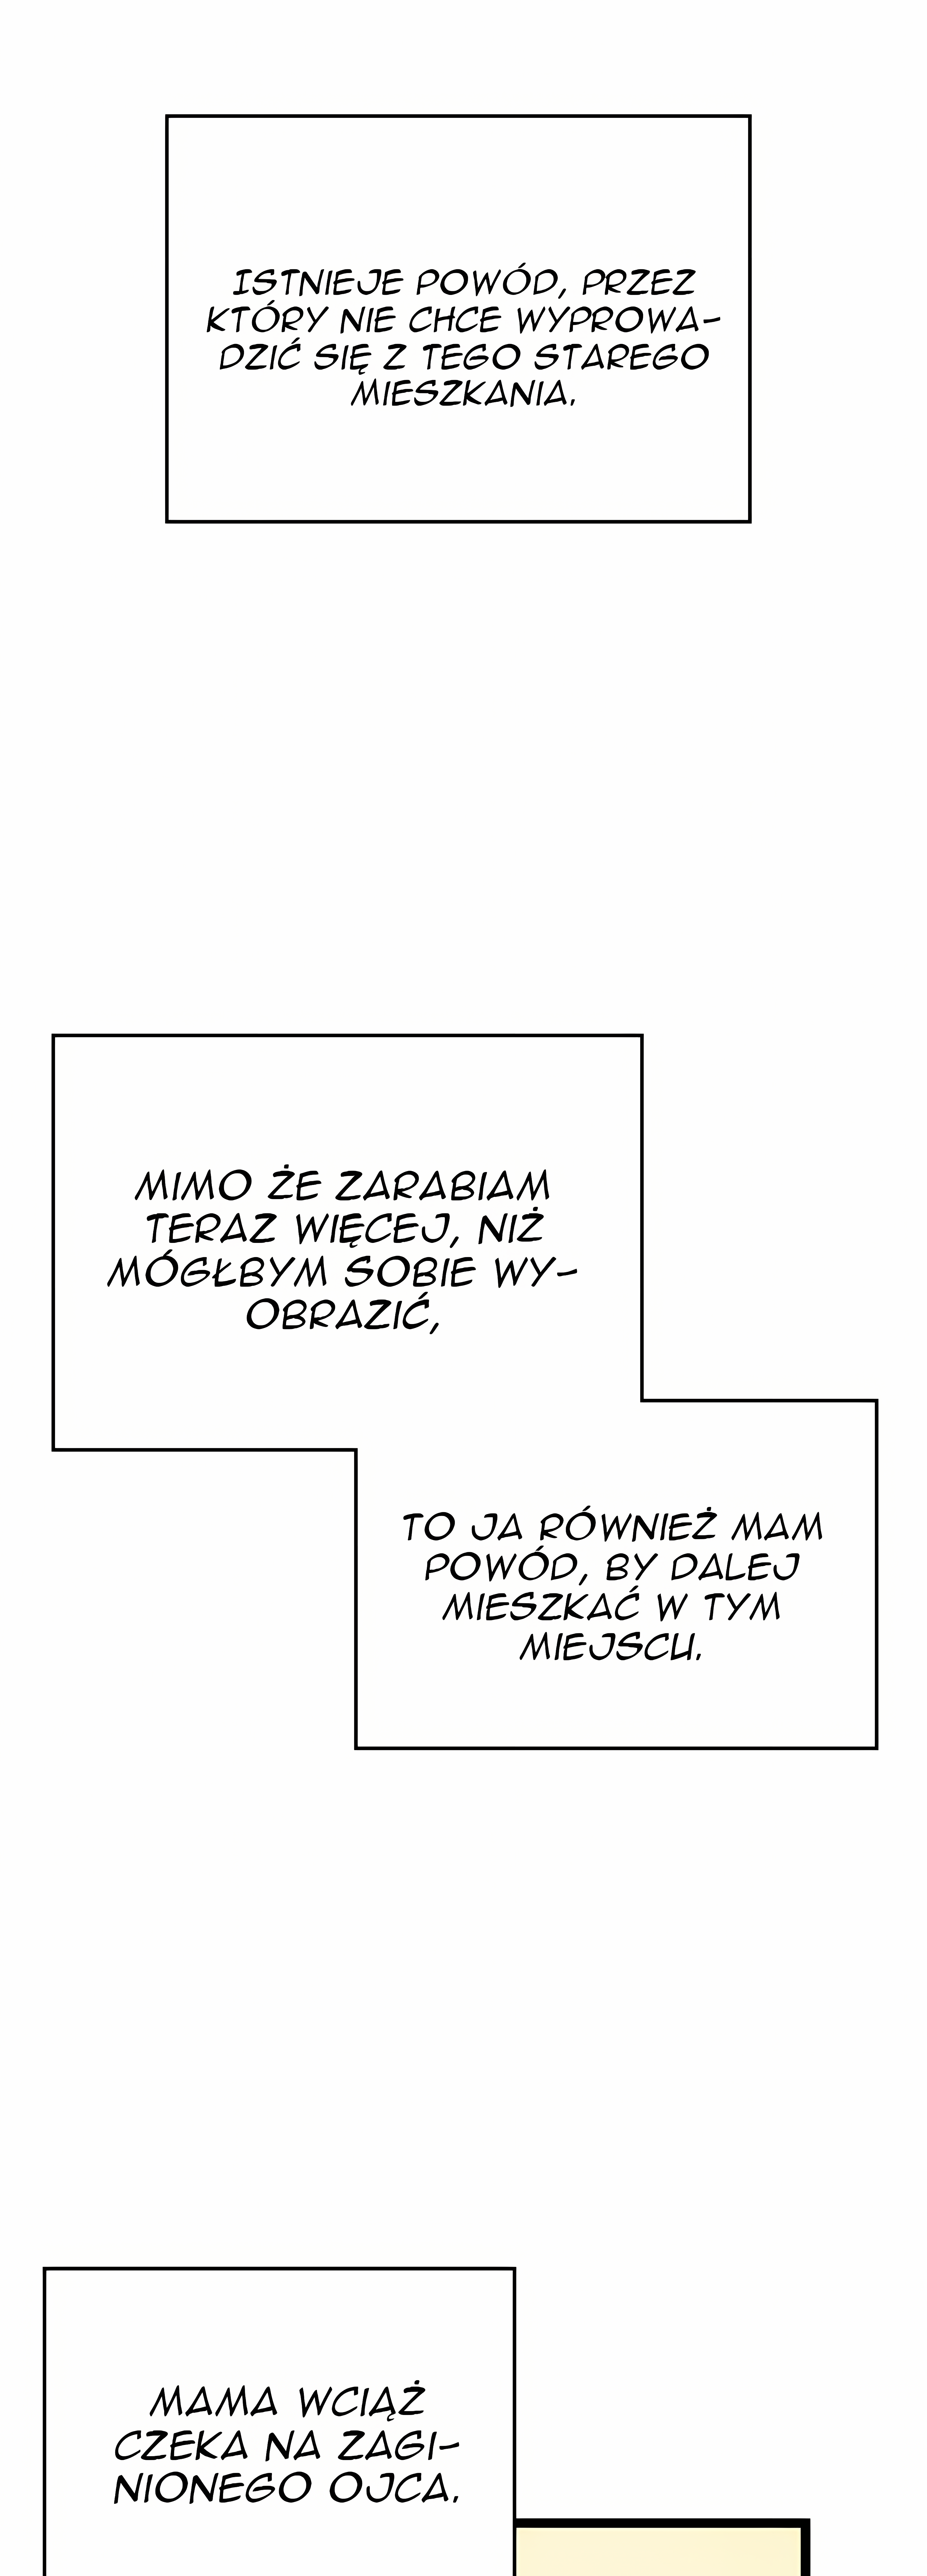 ISTNIEJE POWÓD, PRZEZ
KTÓRY NIE CHCE WYPROWA-
DZIĆ SIĘ Z TEGO STAREGO
MIESZKANIA.
MIMO ŻE ZARABIAM
TERAZ WIĘCEJ, NIŻ
MÓGŁBYM SOBIE WY-
OBRAZIĆ,
TO JA RÓWNIEŻ MAM
POWÓD, BY DALEJ
MIESZKAĆ W TYM
MIEJSCU.
MAMA WCIĄŻ
CZEKA NA ZAGI-
NIONEGO OJCA.